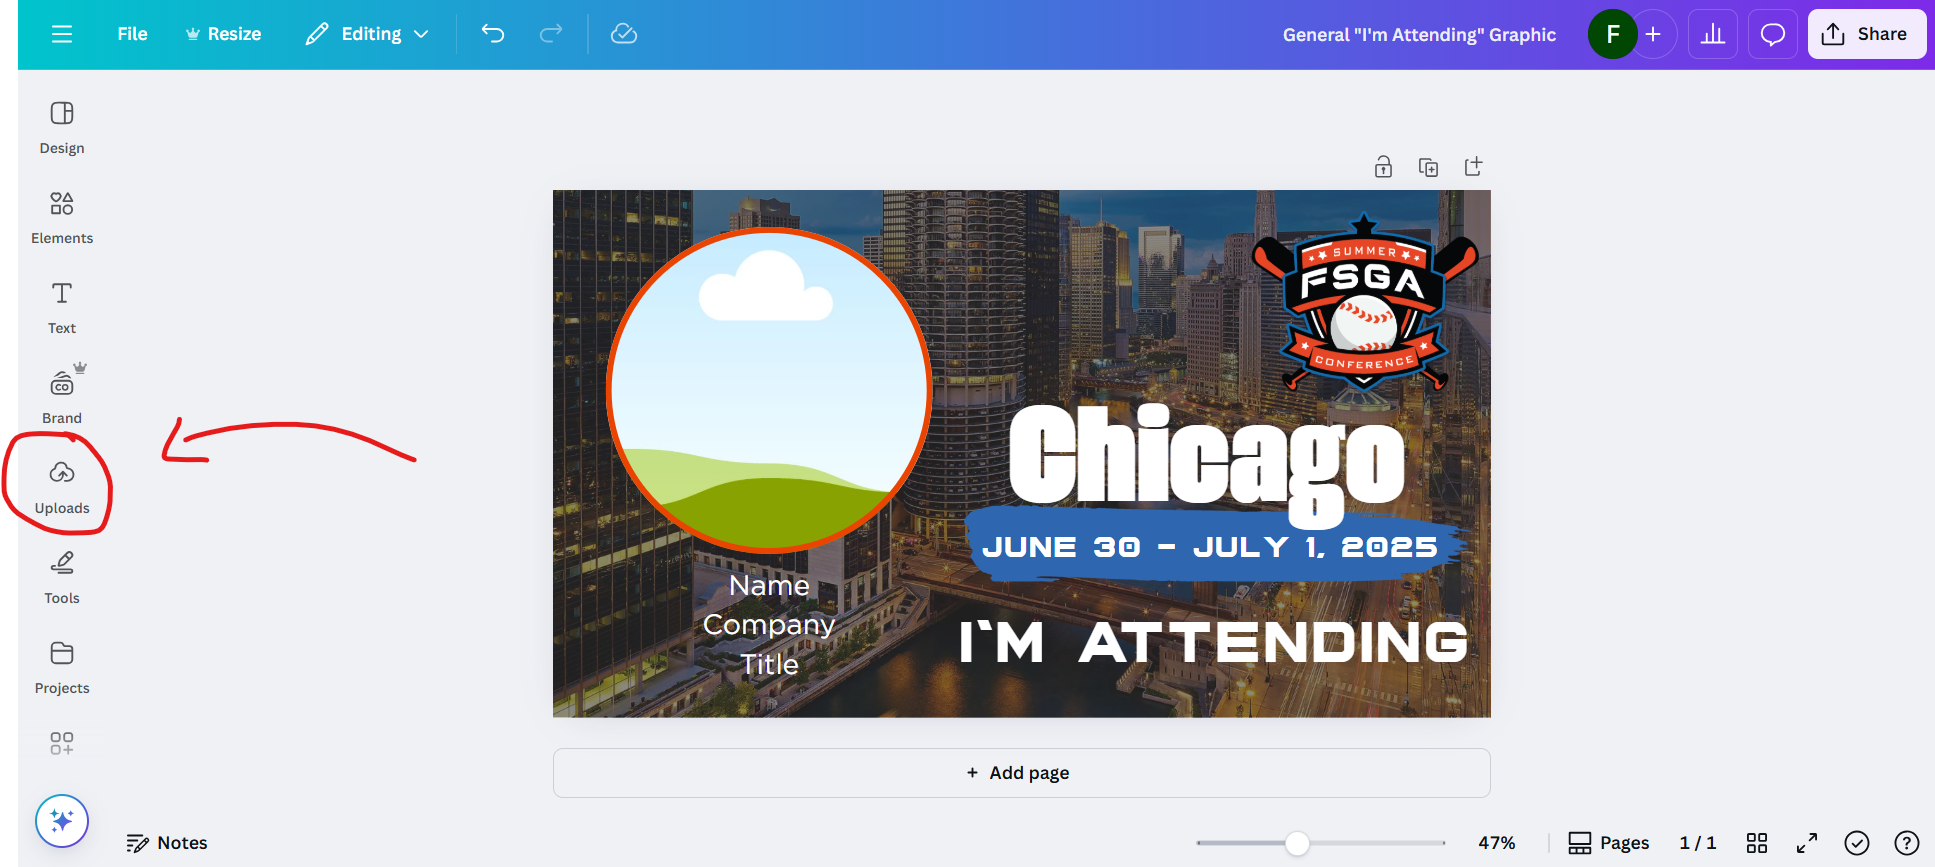 File
Resize
Editing
General "I'm Attending" Graphic
F
Share
Design
Elements
Text
CO
Brand
Uploads
Tools
Projects
SUMMER
FSGA
CONFERENCE
Chicago
JUNE 30 - JULY 1, 2025
I`M ATTENDING
Name
Company
Title
+ Add page
Notes
47%
Pages
1 / 1
?